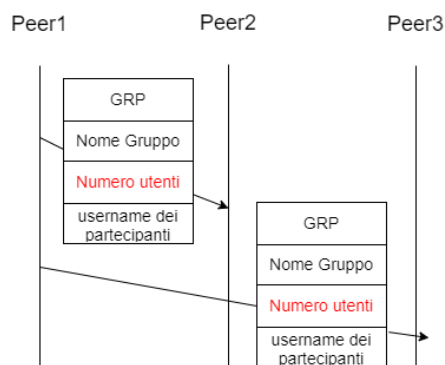 Peer1
Peer2
Peer3
GRP
Nome Gruppo
Numero utenti
username dei
partecipanti
GRP
Nome Gruppo
Numero utenti
username dei
partecipanti